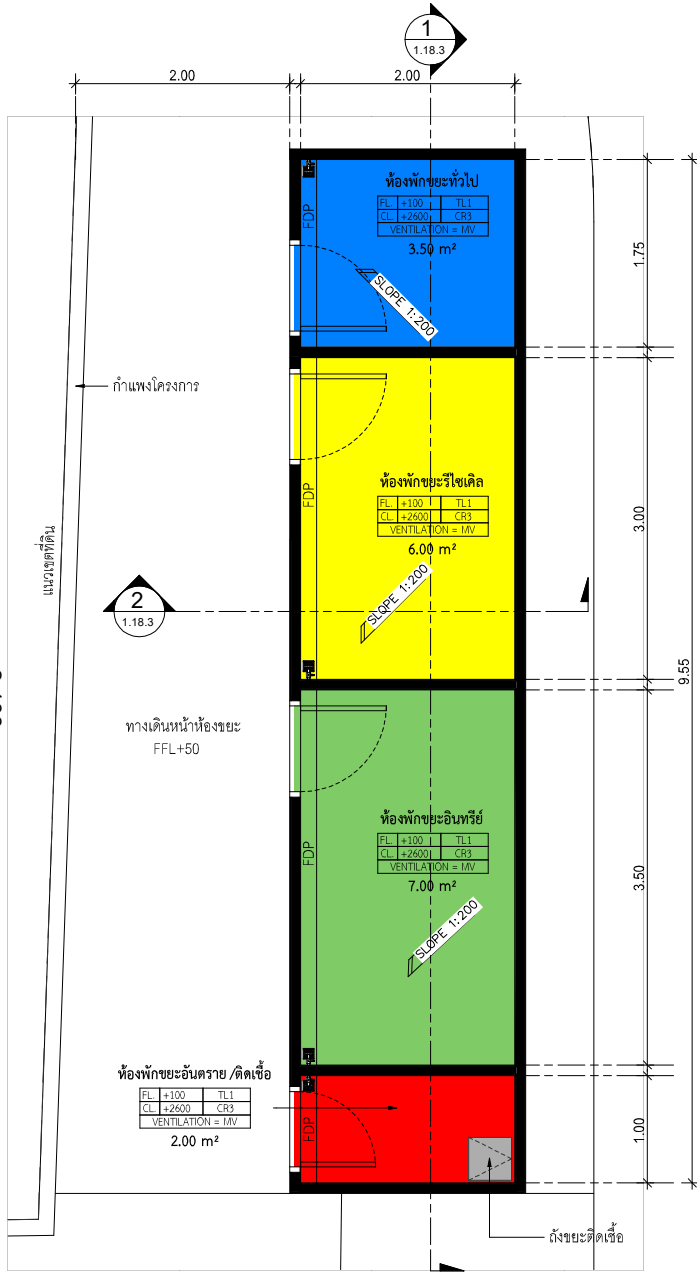 1
1.18.3
2.00
2.00
ห้องพักขยะทั่วไป
FL. +100 TL1
CL. +2600 CR3
VENTILATION = MV
3.50 m²
FDP
SLOPE 1:200
1.75
กำแพงโครงการ
ห้องพักขยะรีไซเคิล
FL. +100 TL1
CL. +2600 CR3
VENTILATION = MV
6.00 m²
FDP
SLOPE 1:200
3.00
แนวเขตที่ดิน
2
1.18.3
9.55
ทางเดินหน้าห้องขยะ
FFL+50
ห้องพักขยะอินทรีย์
FL. +100 TL1
CL. +2600 CR3
VENTILATION = MV
7.00 m²
FDP
SLOPE 1:200
3.50
ห้องพักขยะอันตราย /ติดเชื้อ
FL. +100 TL1
CL. +2600 CR3
VENTILATION = MV
2.00 m²
FDP
1.00
ถังขยะติดเชื้อ